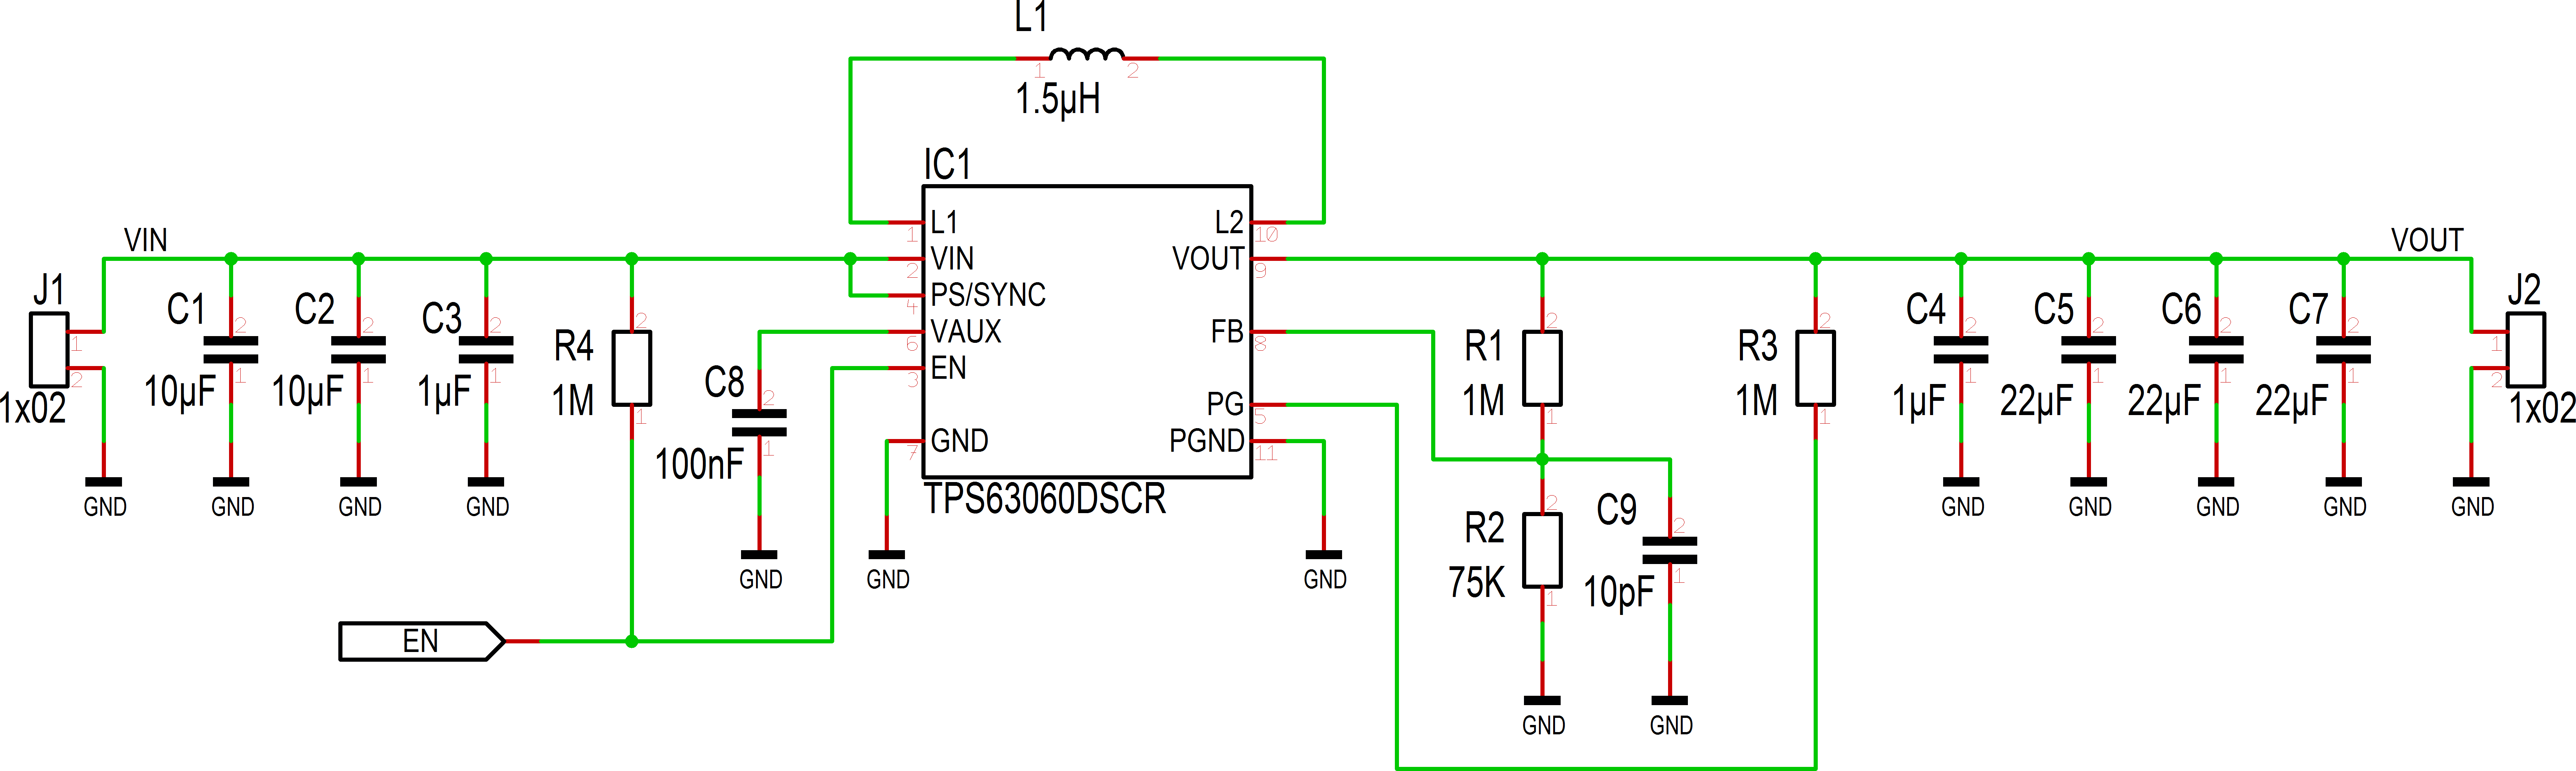 L1
1
2
1.5µH
IC1
L1
1
VIN
2
PS/SYNC
4
VAUX
6
EN
3
GND
7
L2
10
VOUT
9
FB
8
PG
5
PGND
11
TPS63060DSCR
VIN
J1
1
2
1x02
GND
C1
2
1
10µF
GND
C2
2
1
10µF
GND
C3
2
1
1µF
GND
R4
2
1M
1
C8
2
1
100nF
GND
GND
EN
GND
R1
2
1M
1
R2
2
75K
1
GND
C9
2
1
10pF
GND
R3
2
1M
1
C4
2
1
1µF
GND
C5
2
1
22µF
GND
C6
2
1
22µF
GND
C7
2
1
22µF
GND
VOUT
J2
1
2
1x02
GND